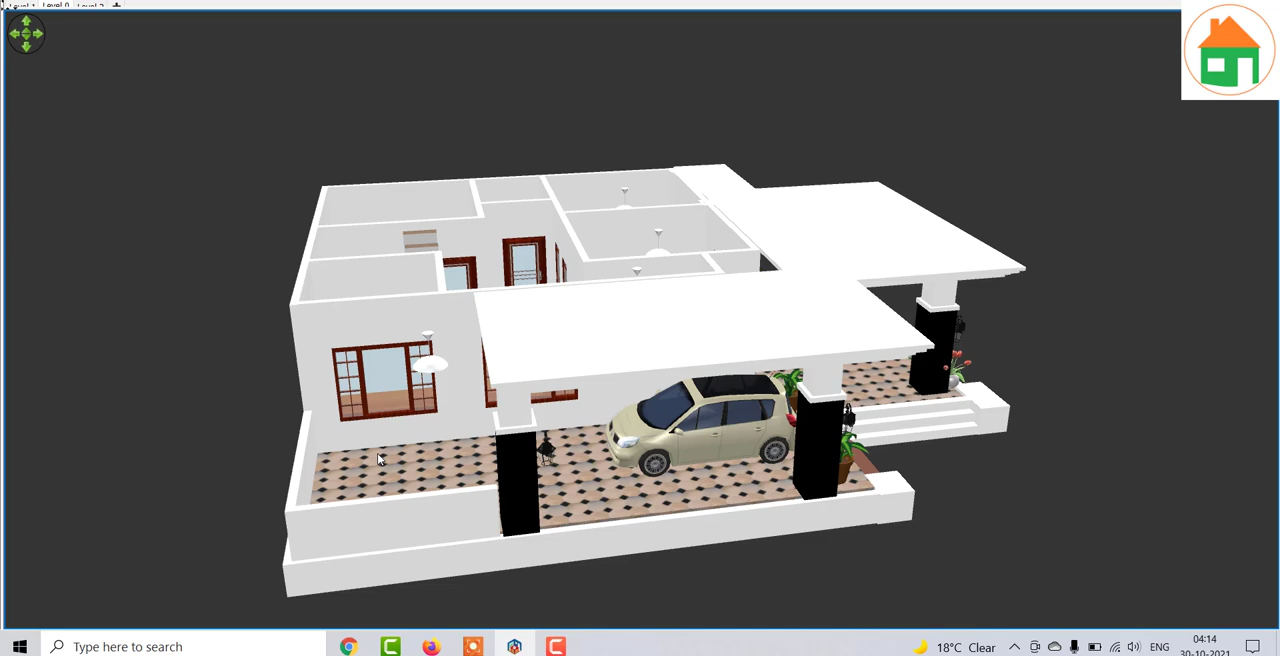 Level 1 Level 0 Level 2
Type here to search
18°C Clear
ENG
04:14
30-10-2021